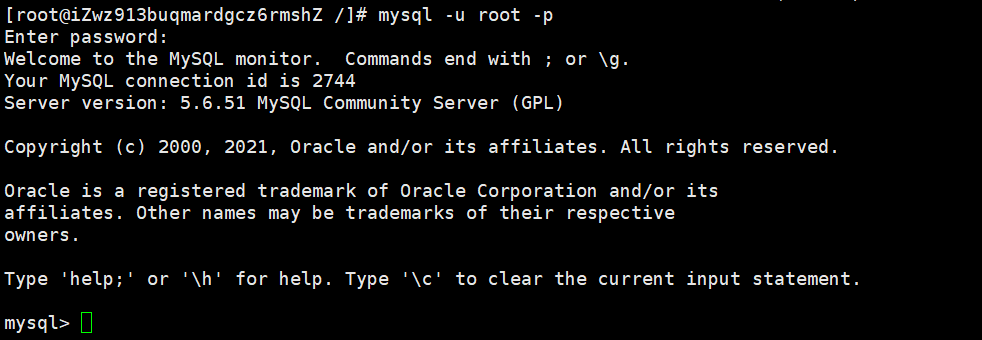 [root@iZwz913buqmardgcz6rmshZ /]# mysql -u root -p
Enter password:
Welcome to the MySQL monitor.  Commands end with ; or \g.
Your MySQL connection id is 2744
Server version: 5.6.51 MySQL Community Server (GPL)
Copyright (c) 2000, 2021, Oracle and/or its affiliates. All rights reserved.
Oracle is a registered trademark of Oracle Corporation and/or its
affiliates. Other names may be trademarks of their respective
owners.
Type 'help;' or '\h' for help. Type '\c' to clear the current input statement.
mysql>